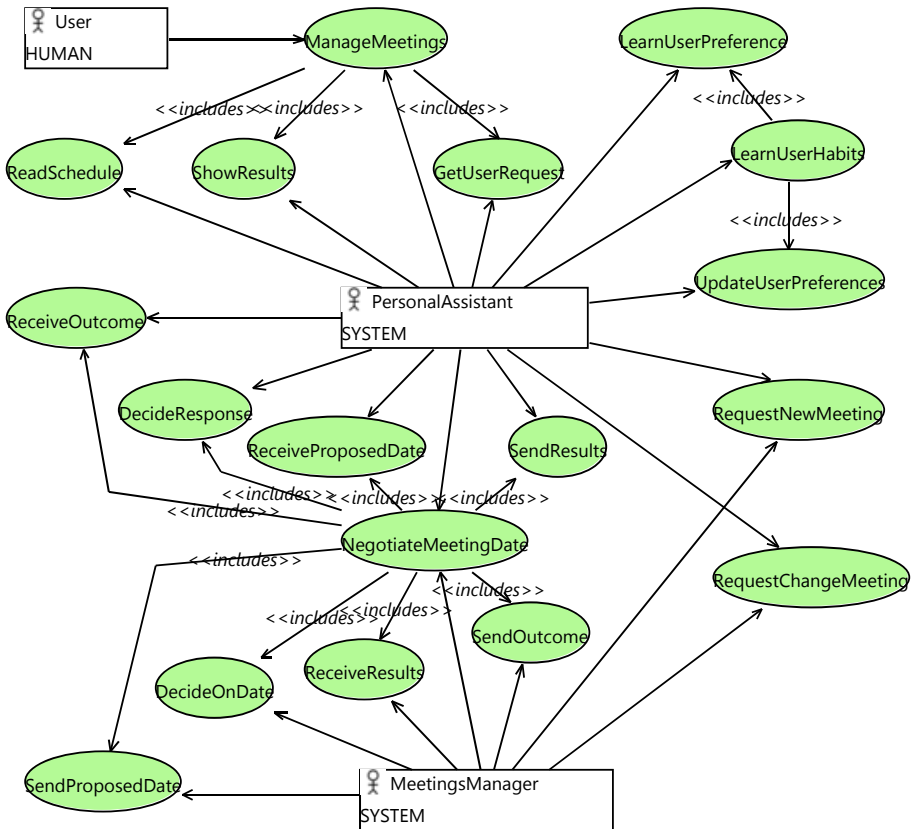 User
HUMAN
ManageMeetings
LearnUserPreference
<<includes>>
<<includes>>
<<includes>>
<<includes>>
ReadSchedule
ShowResults
GetUserRequest
LearnUserHabits
<<includes>>
UpdateUserPreferences
PersonalAssistant
SYSTEM
ReceiveOutcome
DecideResponse
ReceiveProposedDate
SendResults
RequestNewMeeting
<<includes>>
<<includes>>
<<includes>>
<<includes>>
NegotiateMeetingDate
<<includes>>
RequestChangeMeeting
<<includes>>
<<includes>>
<<includes>>
SendOutcome
ReceiveResults
DecideOnDate
SendProposedDate
MeetingsManager
SYSTEM